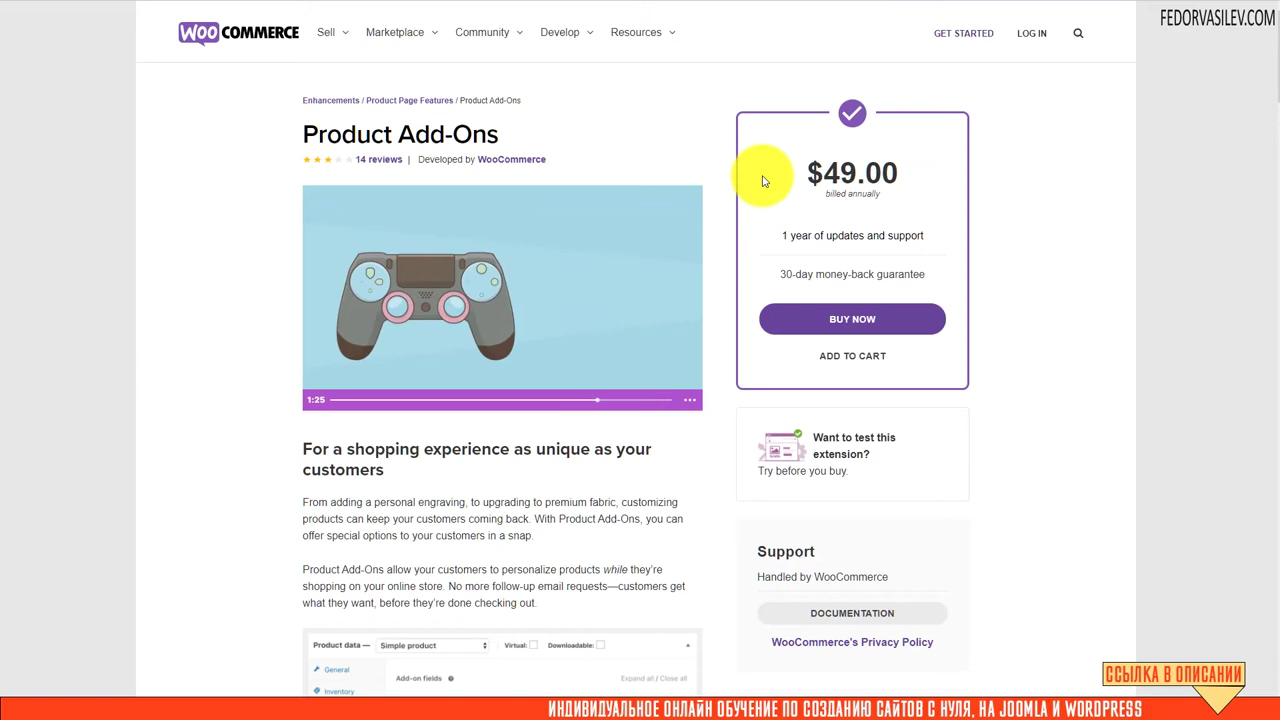 FEDORVASILEV.COM
WOO COMMERCE
Sell
Marketplace
Community
Develop
Resources
GET STARTED
LOG IN
Enhancements / Product Page Features / Product Add-Ons
Product Add-Ons
14 reviews | Developed by WooCommerce
$49.00
billed annually
1 year of updates and support
30-day money-back guarantee
BUY NOW
ADD TO CART
1:25
Want to test this
extension?
Try before you buy.
For a shopping experience as unique as your
customers
From adding a personal engraving, to upgrading to premium fabric, customizing
products can keep your customers coming back. With Product Add-Ons, you can
offer special options to your customers in a snap.
Product Add-Ons allow your customers to personalize products while they’re
shopping on your online store. No more follow-up email requests—customers get
what they want, before they’re done checking out.
Support
Handled by WooCommerce
DOCUMENTATION
WooCommerce's Privacy Policy
Product data — Simple product Virtual: Downloadable:
General
Add-on fields Expand all / Close all
Inventory
ССЫЛКА В ОПИСАНИИ
ИНДИВИДУАЛЬНОЕ ОНЛАЙН ОБУЧЕНИЕ ПО СОЗДАНИЮ САЙТОВ С НУЛЯ, НА JOOMLA И WORDPRESS